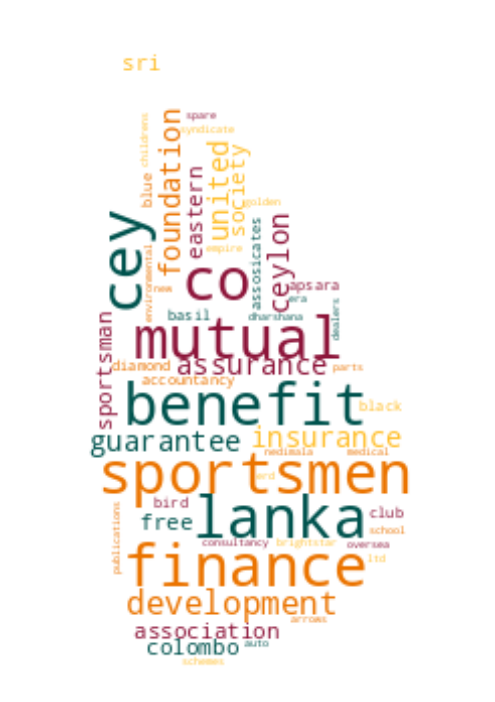 sri
spare
syndicate
childrens
foundation
united
society
eastern
blue
golden
cey
ceylon
assosicates
empire
environmental
co
new
apsara
era
basil
dharshana
dealers
mutual
sportsman
assurance
diamond
parts
accountancy
benefit
black
guarantee
insurance
nedimala
medical
sportsmen
mcd
bird
lanka
club
free
school
publications
consultancy
brightstar
oversea
finance
ltd
development
arrows
association
colombo
auto
schemes